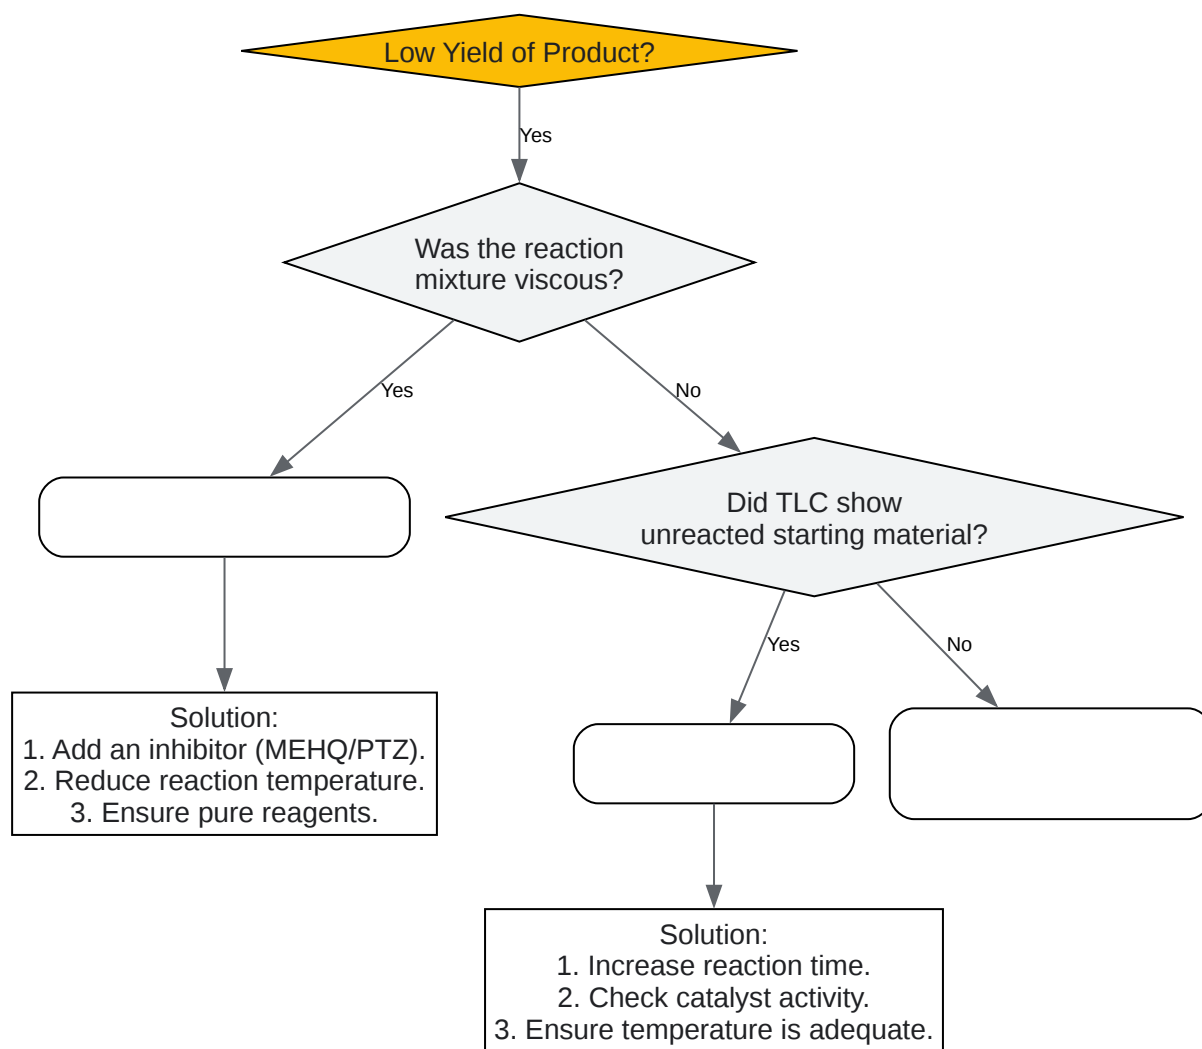 Low Yield of Product?
Yes
Was the reaction
mixture viscous?
Yes
No
Did TLC show
unreacted starting material?
Yes
No
Solution:
1. Add an inhibitor (MEHQ/PTZ).
2. Reduce reaction temperature.
3. Ensure pure reagents.
Solution:
1. Increase reaction time.
2. Check catalyst activity.
3. Ensure temperature is adequate.